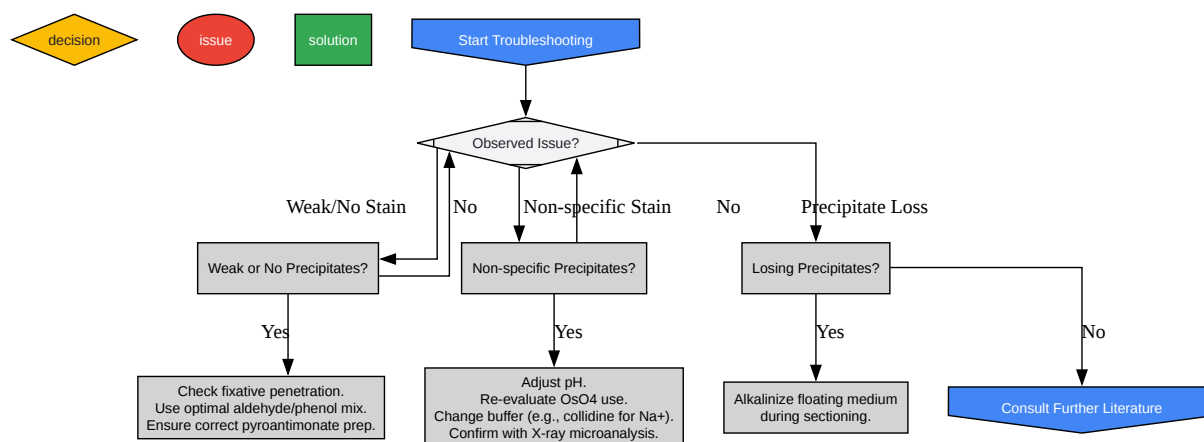 decision
issue
solution
Start Troubleshooting
Observed Issue?
Weak/No Stain
No
Non-specific Stain
No
Precipitate Loss
Weak or No Precipitates?
Non-specific Precipitates?
Losing Precipitates?
Yes
Yes
Yes
No
Check fixative penetration.
Use optimal aldehyde/phenol mix.
Ensure correct pyroantimonate prep.
Adjust pH.
Re-evaluate OsO4 use.
Change buffer (e.g., collidine for Na+).
Confirm with X-ray microanalysis.
Alkalinize floating medium
during sectioning.
Consult Further Literature